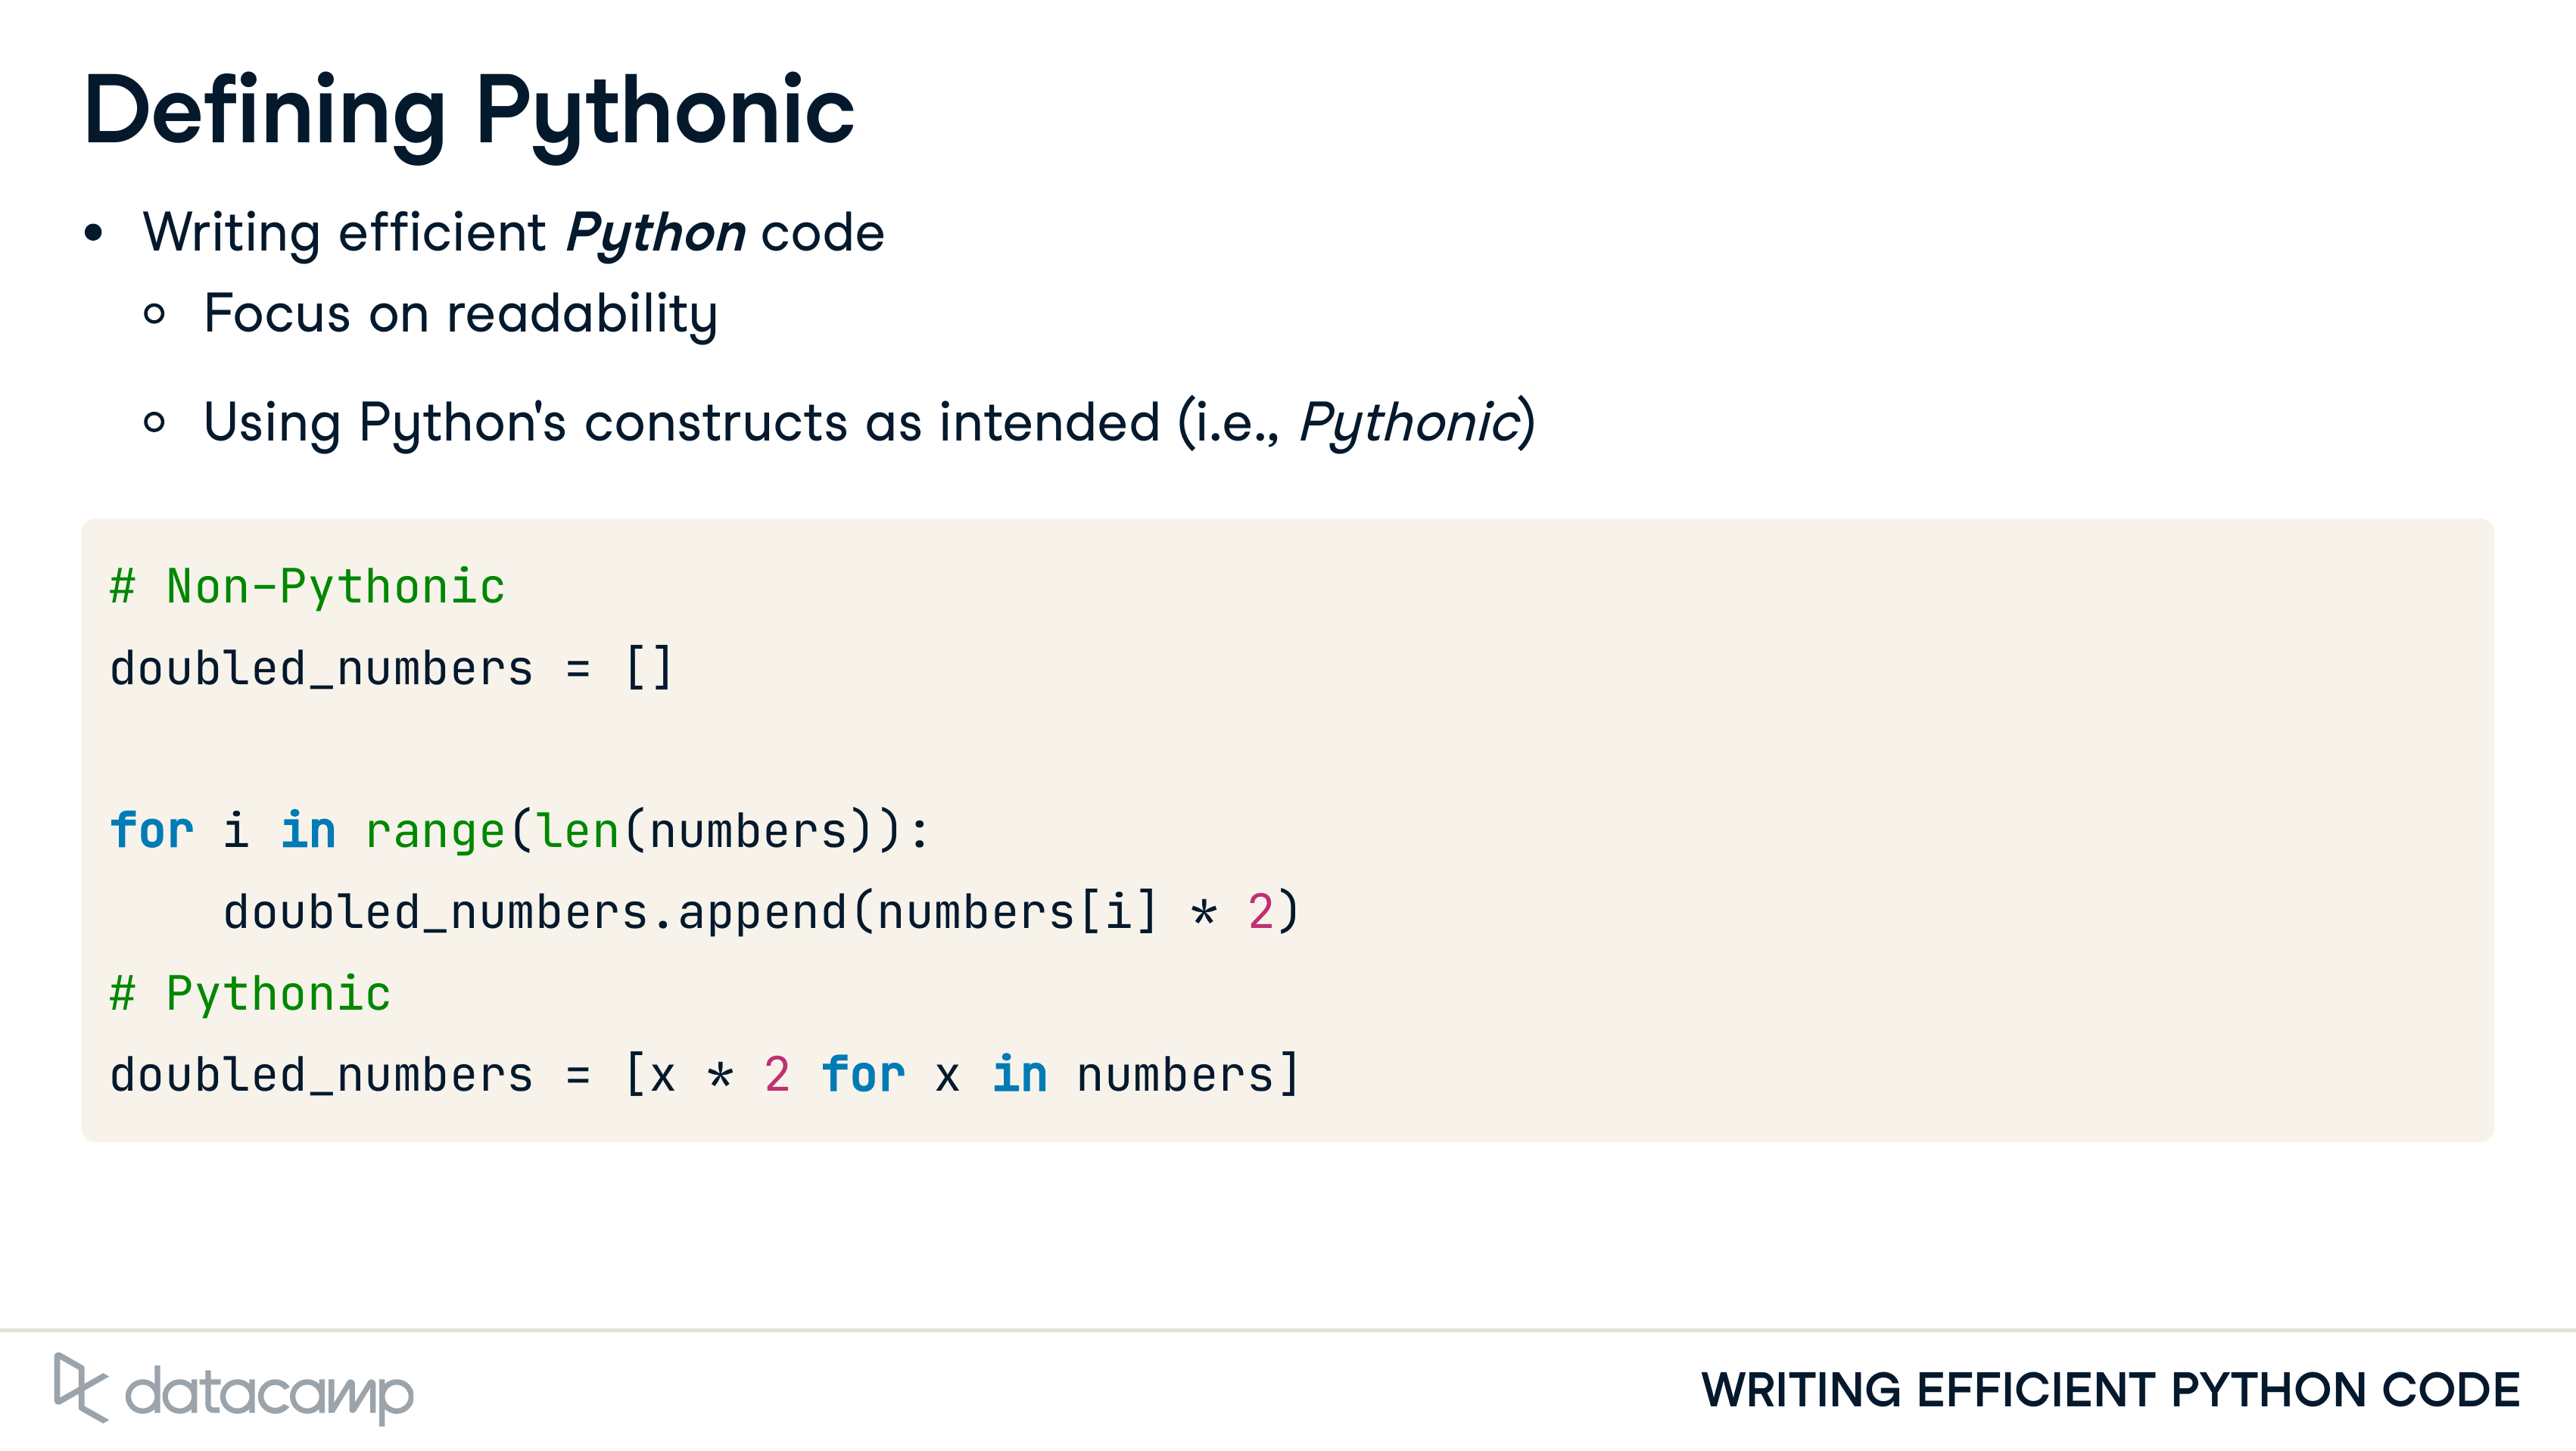 Defining Pythonic
• Writing efficient Python code
○ Focus on readability
○ Using Python's constructs as intended (i.e., Pythonic)
# Non-Pythonic
doubled_numbers = []
for i in range(len(numbers)):
    doubled_numbers.append(numbers[i] * 2)
# Pythonic
doubled_numbers = [x * 2 for x in numbers]
datacamp
WRITING EFFICIENT PYTHON CODE